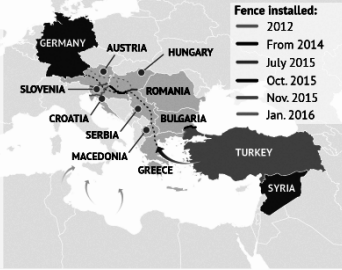 Fence installed:
2012
From 2014
July 2015
Oct. 2015
Nov. 2015
Jan. 2016
GERMANY
AUSTRIA
HUNGARY
SLOVENIA
ROMANIA
CROATIA
BULGARIA
SERBIA
MACEDONIA
TURKEY
GREECE
SYRIA